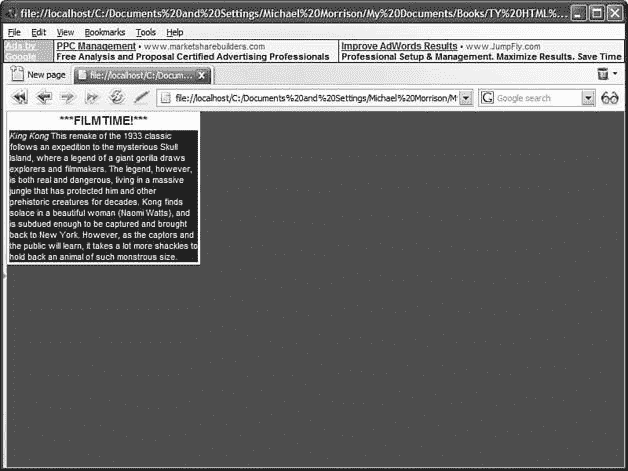 file://localhost/C:/Documents%20and%20Settings/Michael%20Morrison/My%20Documents/Books/TY%20HTML%...
File Edit View Bookmarks Tools Help
Ads by Google
PPC Management • www.marketsharebuilders.com
Free Analysis and Proposal Certified Advertising Professionals
Improve AdWords Results • www.JumpFly.com
Professional Setup & Management. Maximize Results. Save Time
New page file://localhost/C:/Docum...
file://localhost/C:/Documents%20and%20Settings/Michael%20Morrison/M Google search
***FILMTIME!***
King Kong This remake of the 1933 classic
follows an expedition to the mysterious Skull
Island, where a legend of a giant gorilla draws
explorers and filmmakers. The legend, however,
is both real and dangerous, living in a massive
jungle that has protected him and other
prehistoric creatures for decades. Kong finds
solace in a beautiful woman (Naomi Watts), and
is subdued enough to be captured and brought
back to New York. However, as the captors and
the public will learn, it takes a lot more shackles to
hold back an animal of such monstrous size.